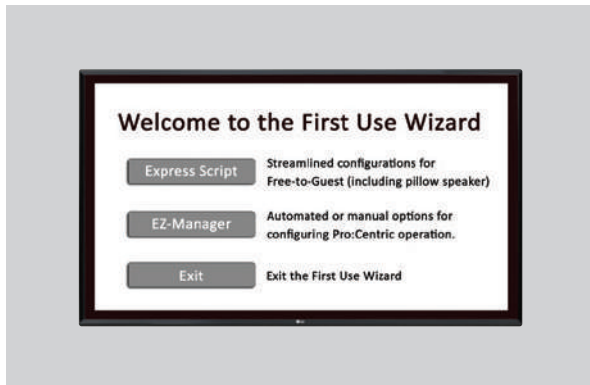 Welcome to the First Use Wizard
Express Script
Streamlined configurations for
Free-to-Guest (including pillow speaker)
EZ-Manager
Automated or manual options for
configuring Pro:Centric operation.
Exit
Exit the First Use Wizard